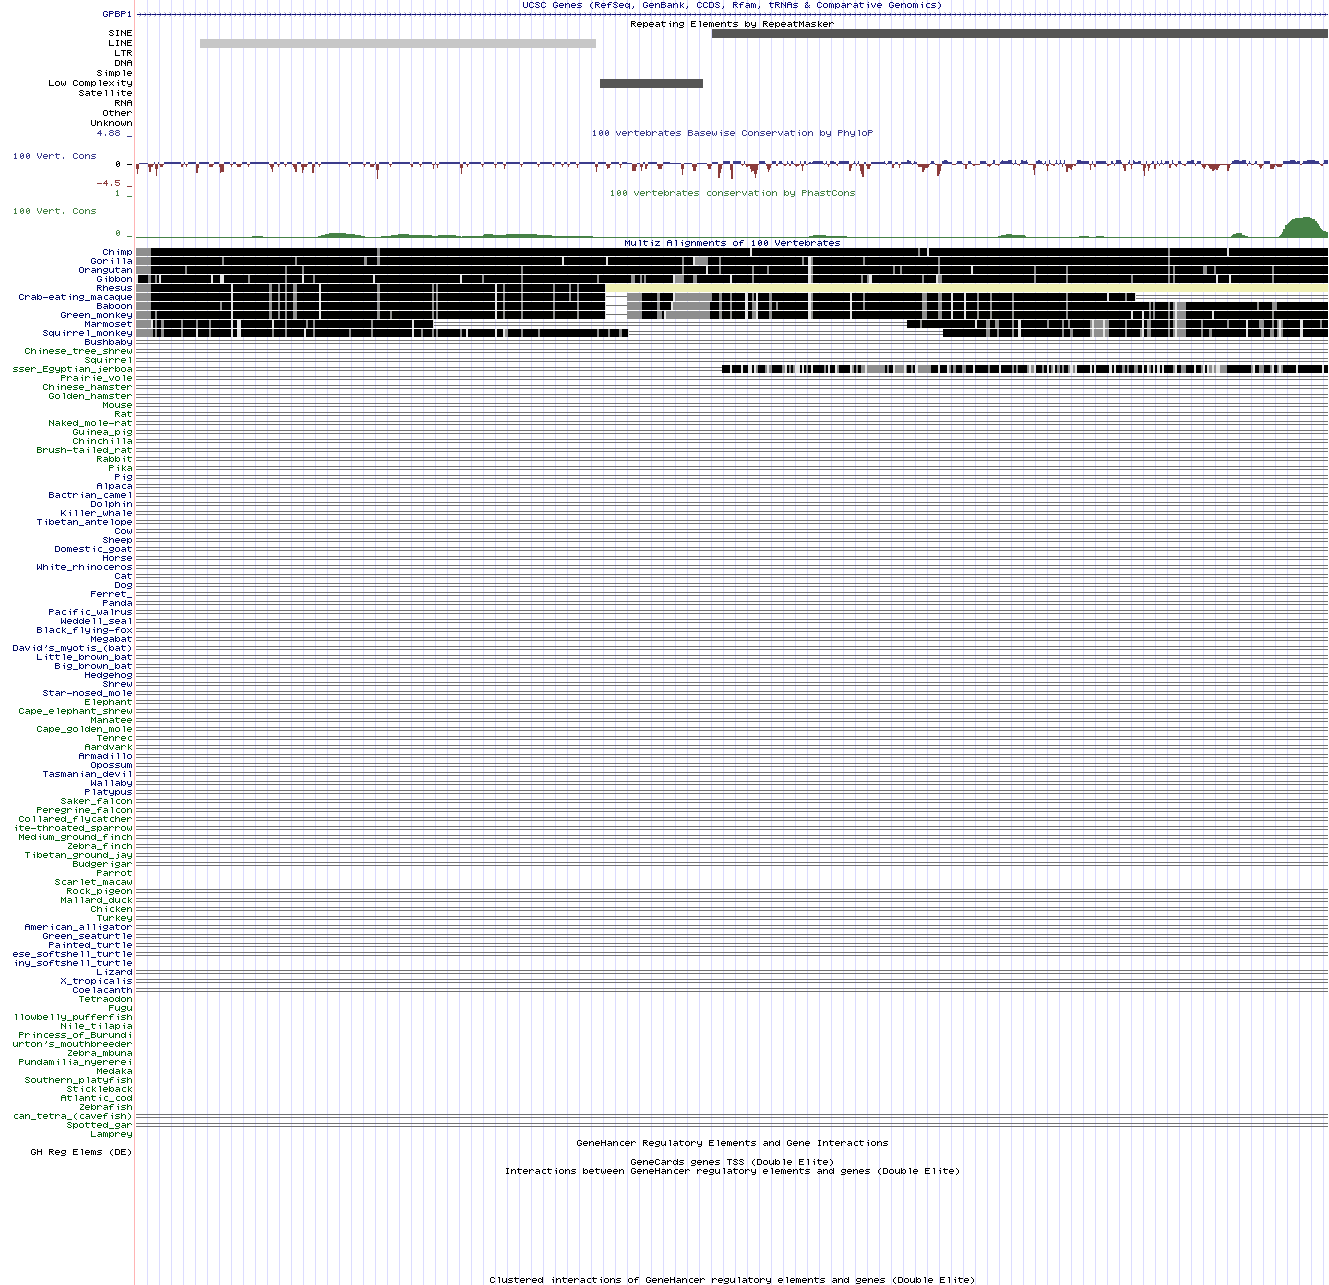 UCSC Genes (RefSeq, GenBank, CCDS, Rfam, tRNAs & Comparative Genomics)
GPBP1
Repeating Elements by RepeatMasker
SINE
LINE
LTR
DNA
Simple
Low Complexity
Satellite
RNA
Other
Unknown
4.88 _
100 vertebrates Basewise Conservation by PhyloP
100 Vert. Cons
0 _
-4.5 _
1 _
100 vertebrates conservation by PhastCons
100 Vert. Cons
0 _
Multiz Alignments of 100 Vertebrates
Chimp
Gorilla
Orangutan
Gibbon
Rhesus
Crab-eating_macaque
Baboon
Green_monkey
Marmoset
Squirrel_monkey
Bushbaby
Chinese_tree_shrew
Squirrel
sser_Egyptian_jerboa
Prairie_vole
Chinese_hamster
Golden_hamster
Mouse
Rat
Naked_mole-rat
Guinea_pig
Chinchilla
Brush-tailed_rat
Rabbit
Pika
Pig
Alpaca
Bactrian_camel
Dolphin
Killer_whale
Tibetan_antelope
Cow
Sheep
Domestic_goat
Horse
White_rhinoceros
Cat
Dog
Ferret_
Panda
Pacific_walrus
Weddell_seal
Black_flying-fox
Megabat
David's_myotis_(bat)
Little_brown_bat
Big_brown_bat
Hedgehog
Shrew
Star-nosed_mole
Elephant
Cape_elephant_shrew
Manatee
Cape_golden_mole
Tenrec
Aardvark
Armadillo
Opossum
Tasmanian_devil
Wallaby
Platypus
Saker_falcon
Peregrine_falcon
Collared_flycatcher
ite-throated_sparrow
Medium_ground_finch
Zebra_finch
Tibetan_ground_jay
Budgerigar
Parrot
Scarlet_macaw
Rock_pigeon
Mallard_duck
Chicken
Turkey
American_alligator
Green_seaturtle
Painted_turtle
ese_softshell_turtle
iny_softshell_turtle
Lizard
X_tropicalis
Coelacanth
Tetraodon
Fugu
llowbelly_pufferfish
Nile_tilapia
Princess_of_Burundi
urton's_mouthbreeder
Zebra_mbuna
Pundamilia_nyererei
Medaka
Southern_platyfish
Stickleback
Atlantic_cod
Zebrafish
can_tetra_(cavefish)
Spotted_gar
Lamprey
GeneHancer Regulatory Elements and Gene Interactions
GH Reg Elems (DE)
GeneCards genes TSS (Double Elite)
Interactions between GeneHancer regulatory elements and genes (Double Elite)
Clustered interactions of GeneHancer regulatory elements and genes (Double Elite)